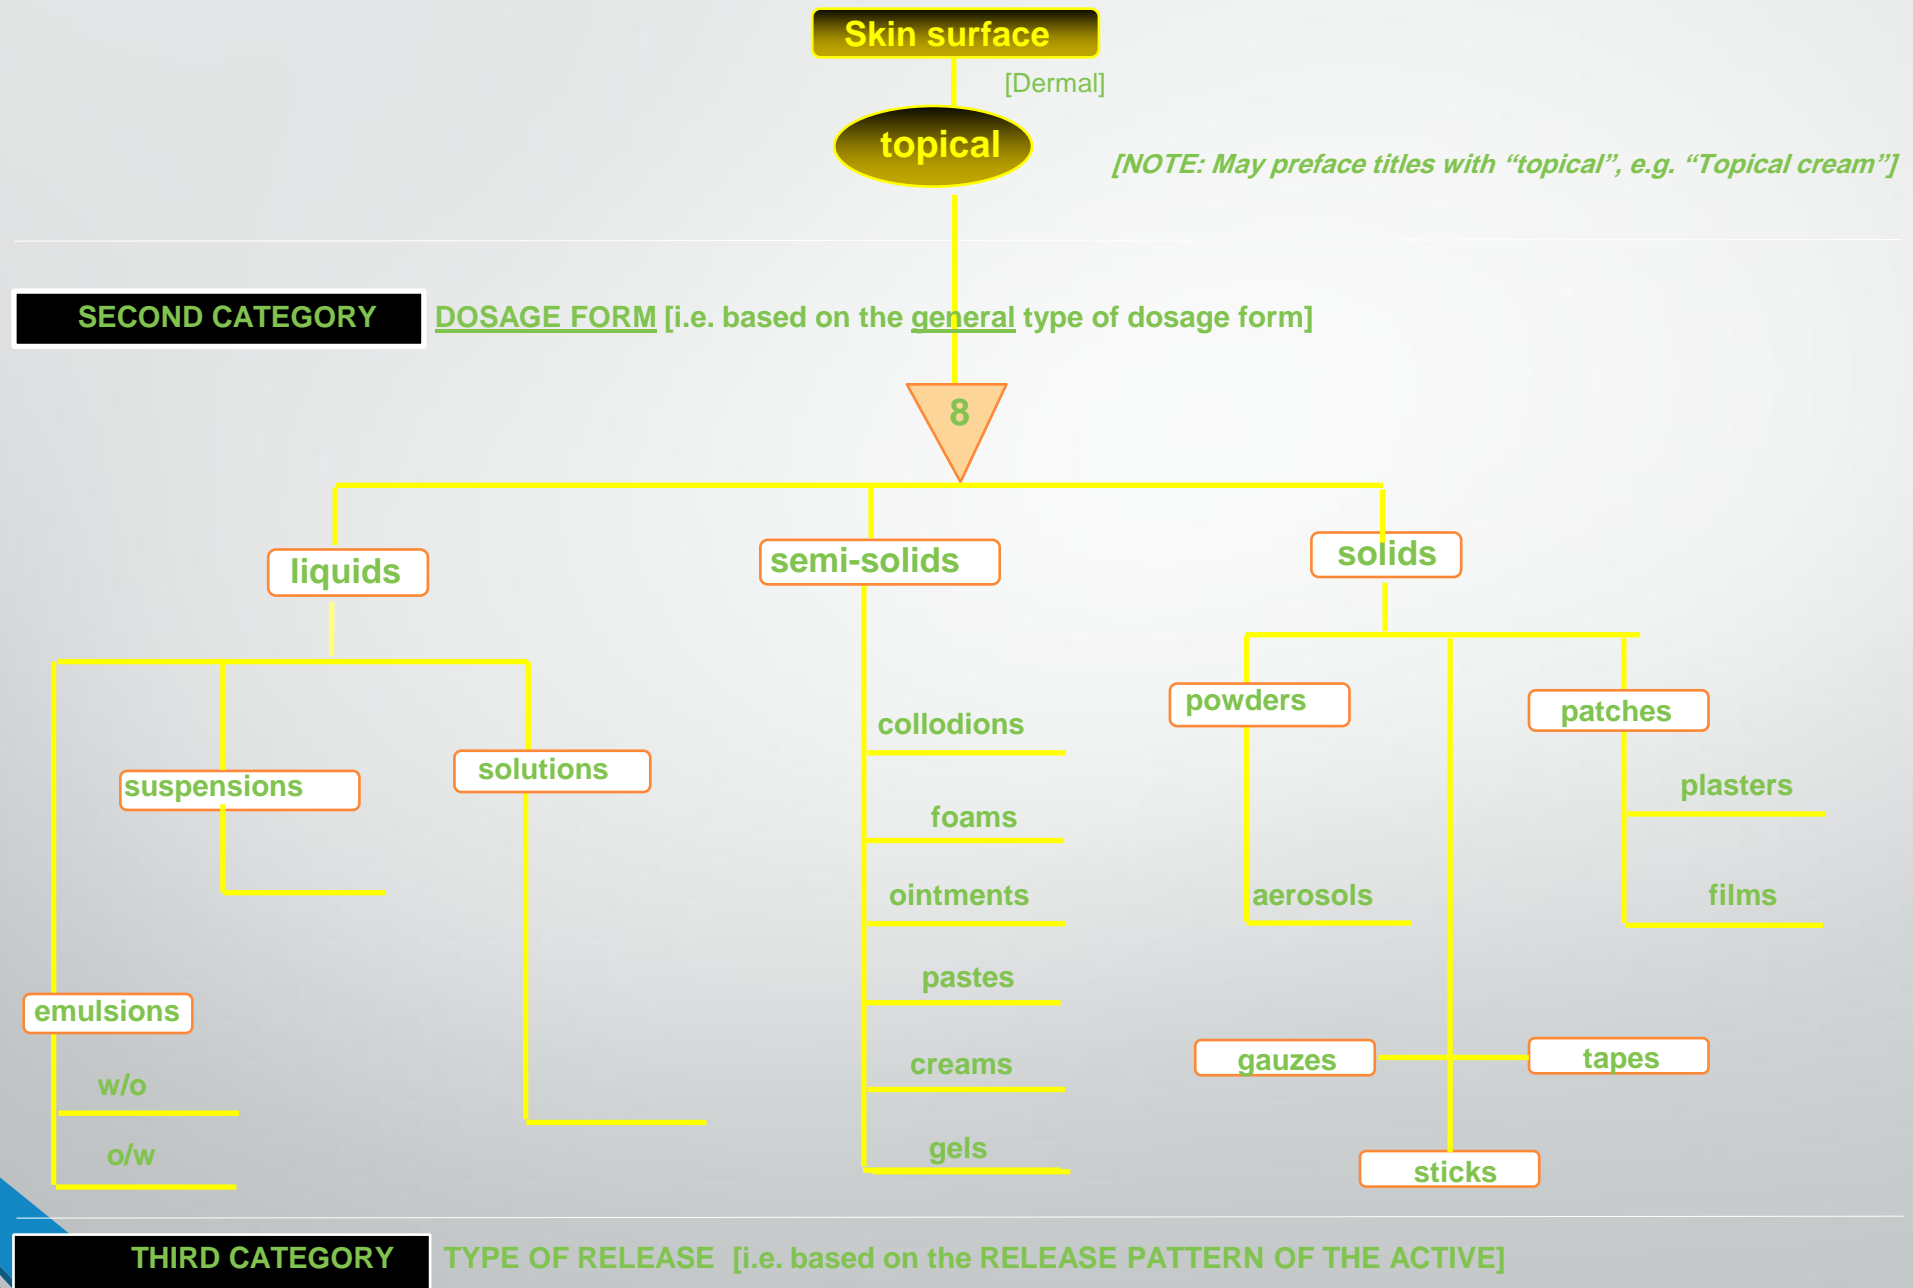 Skin surface
[Dermal]
topical
[NOTE: May preface titles with “topical”, e.g. “Topical cream”]
SECOND CATEGORY
DOSAGE FORM [i.e. based on the general type of dosage form]
8
liquids
semi-solids
solids
suspensions
solutions
emulsions
w/o
o/w
collodions
foams
ointments
pastes
creams
gels
powders
aerosols
patches
plasters
films
gauzes
tapes
sticks
THIRD CATEGORY
TYPE OF RELEASE [i.e. based on the RELEASE PATTERN OF THE ACTIVE]